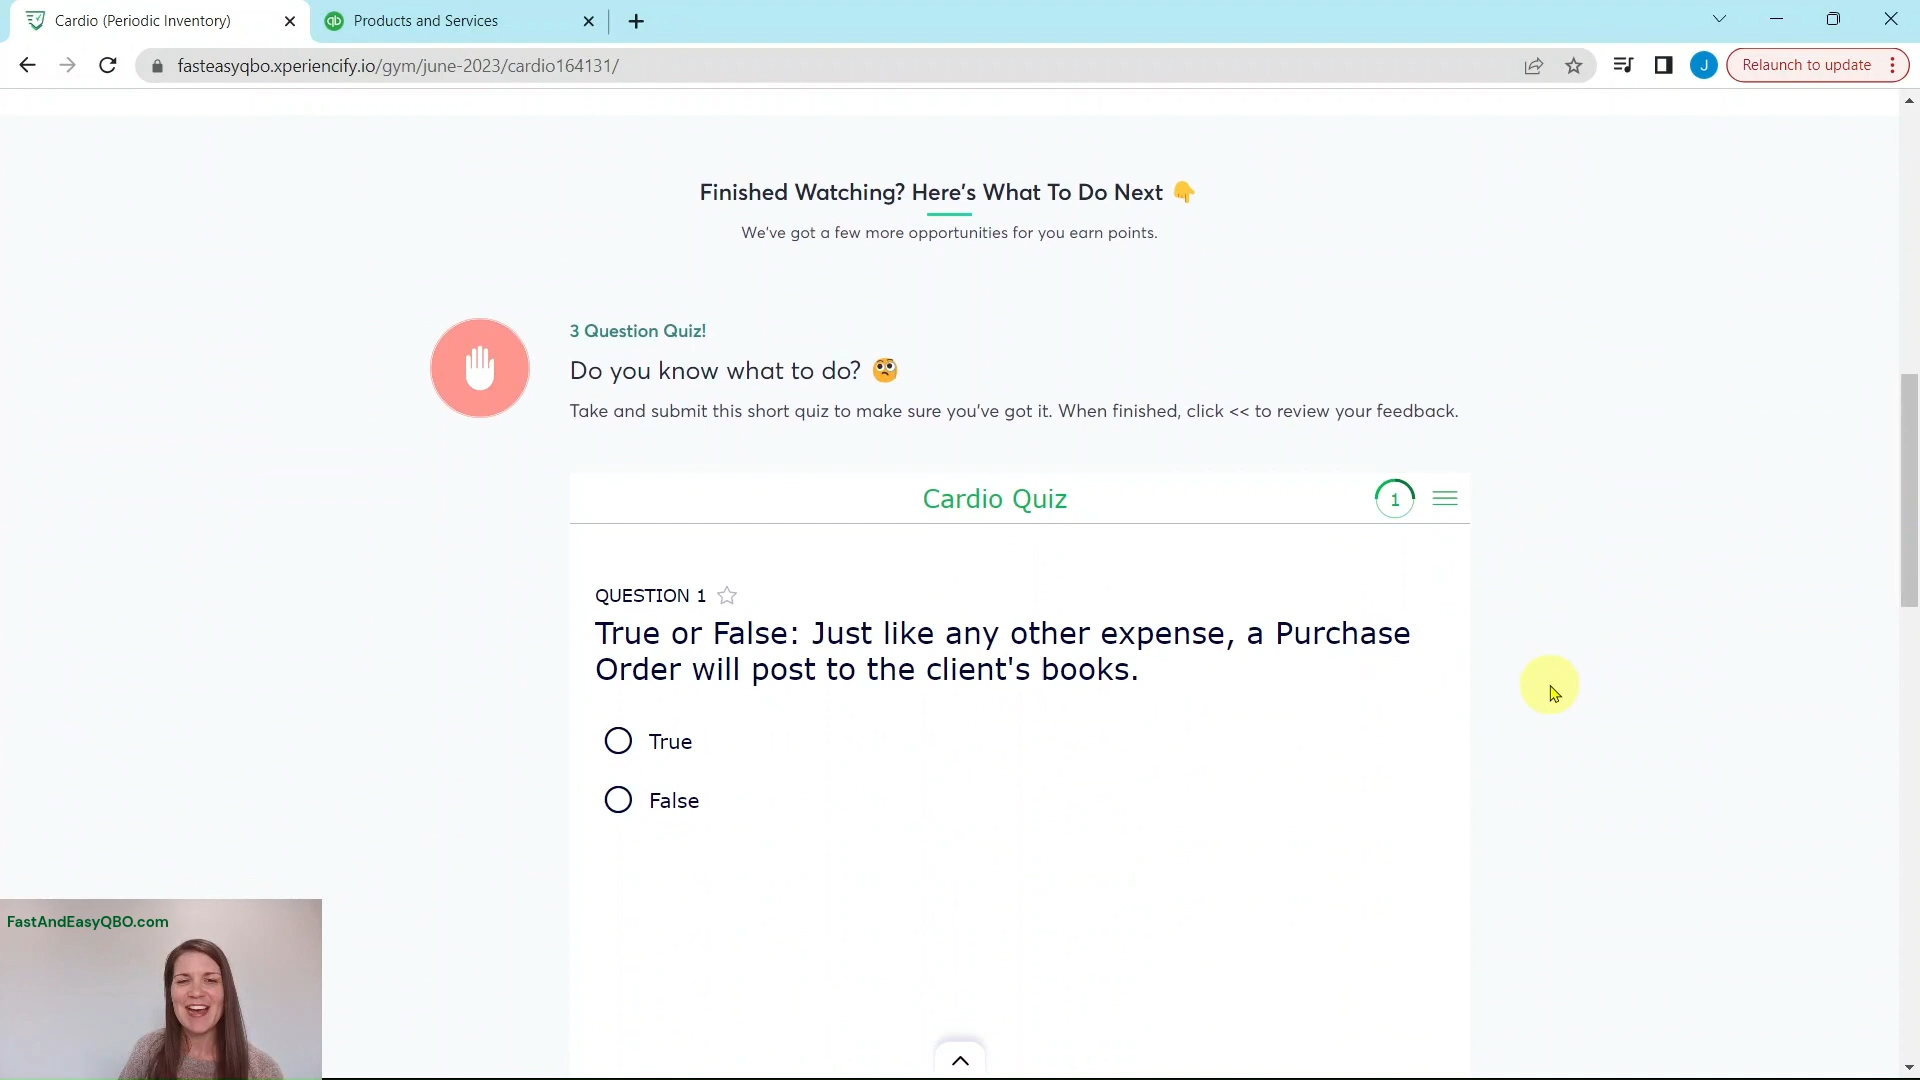 Cardio (Periodic Inventory)
Products and Services
fasteasyqbo.xperiencify.io/gym/june-2023/cardio164131/
J
Relaunch to update
Finished Watching? Here's What To Do Next 👇
We've got a few more opportunities for you earn points.
3 Question Quiz!
Do you know what to do? 🤨
Take and submit this short quiz to make sure you've got it. When finished, click << to review your feedback.
Cardio Quiz
1
QUESTION 1
True or False: Just like any other expense, a Purchase
Order will post to the client's books.
True
False
FastAndEasyQBO.com